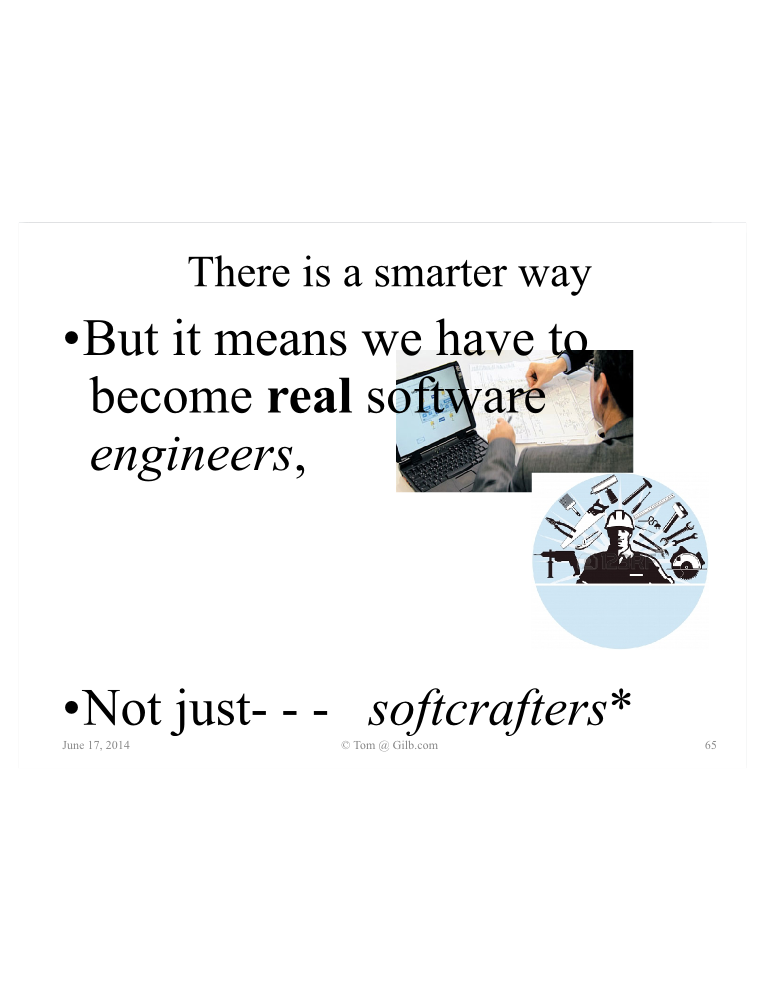 There is a smarter way
•But it means we have to
become real software
engineers,
•Not just- - - softcrafters*
June 17, 2014 © Tom @ Gilb.com 65